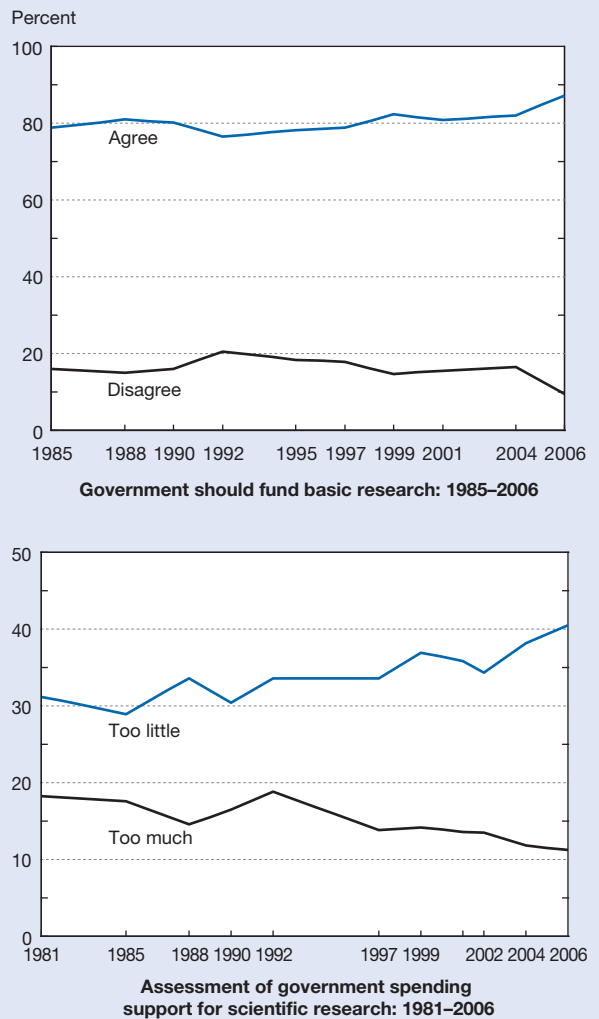 Percent
100
80
Agree
60
40
20
Disagree
0
1985 1988 1990 1992 1995 1997 1999 2001 2004 2006
Government should fund basic research: 1985–2006
50
40
30
Too little
20
Too much
10
0
1981 1985 1988 1990 1992 1997 1999 2002 2004 2006
Assessment of government spending
support for scientific research: 1981–2006